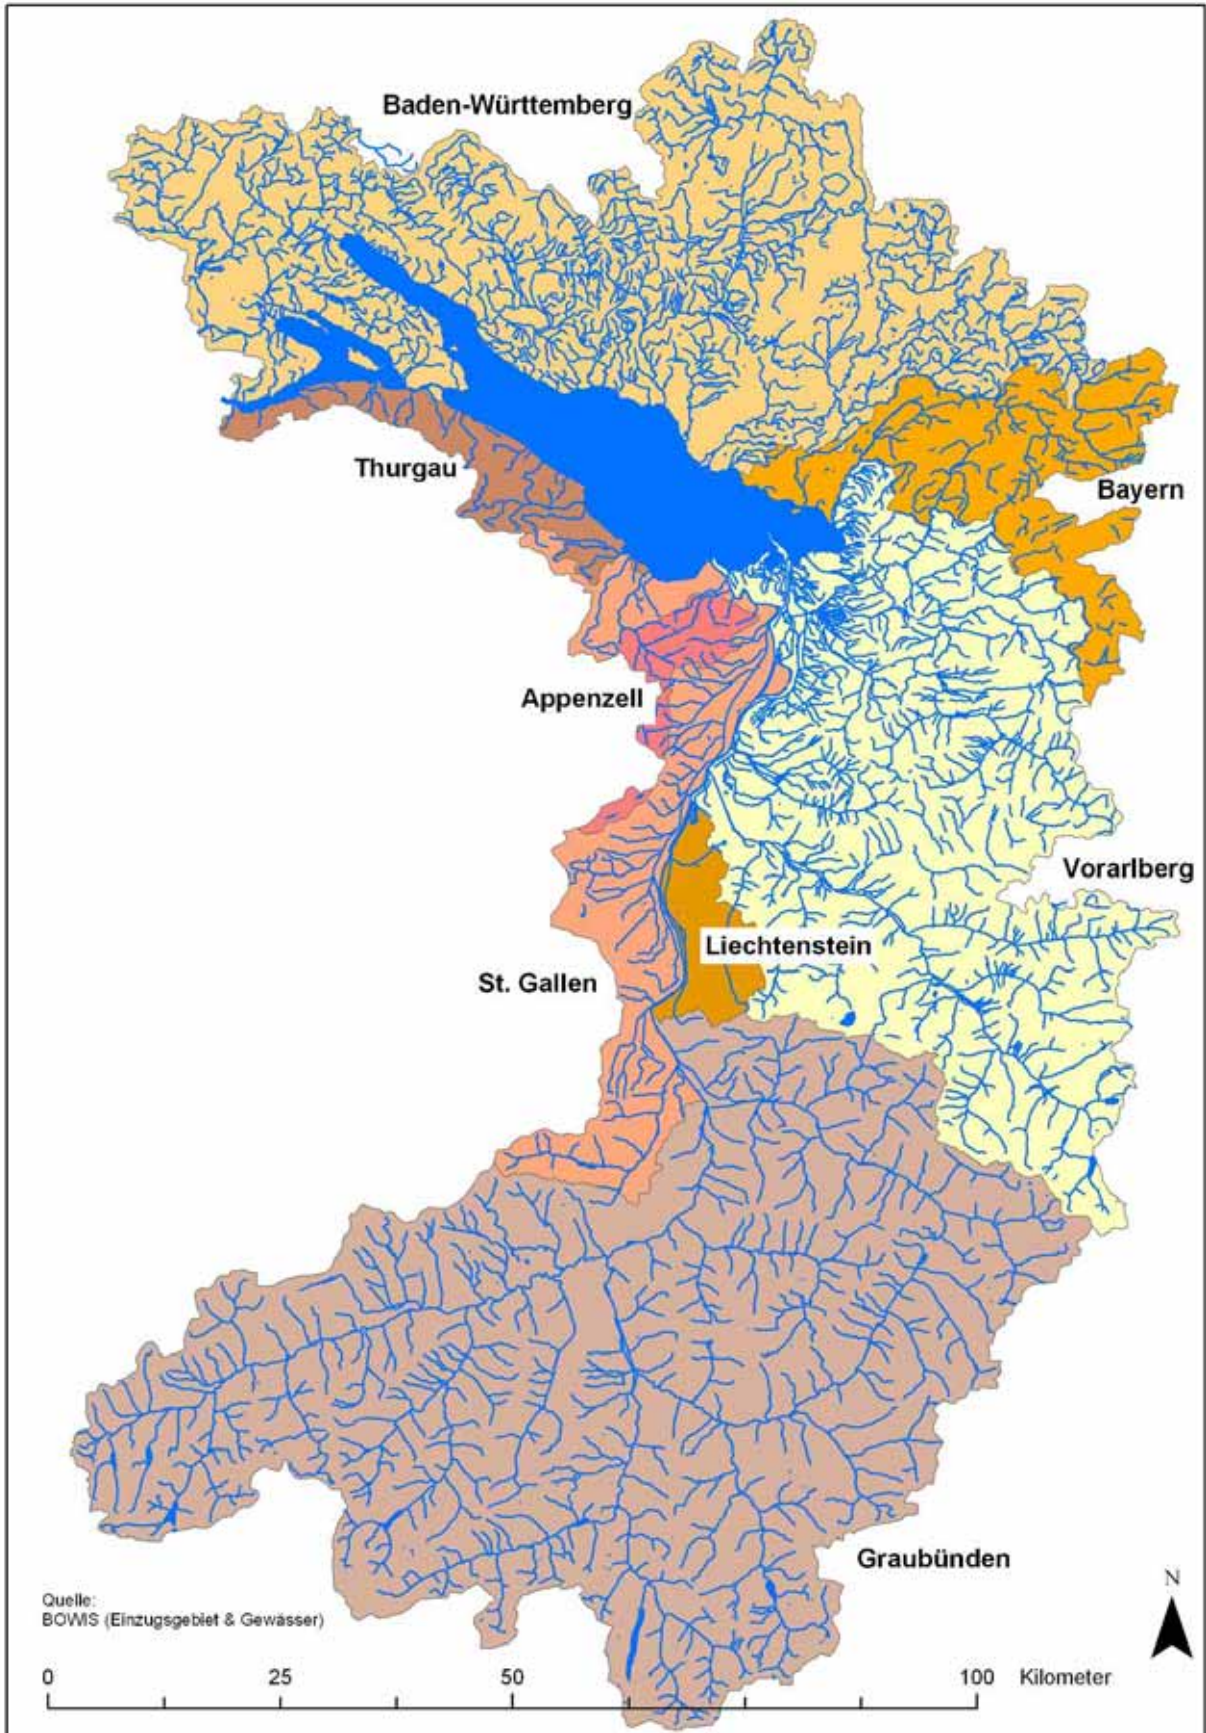 Baden-Württemberg
Thurgau
Bayern
Appenzell
Vorarlberg
Liechtenstein
St. Gallen
Graubünden
Quelle:
BOWIS (Einzugsgebiet & Gewässer)
N
0 25 50 100 Kilometer